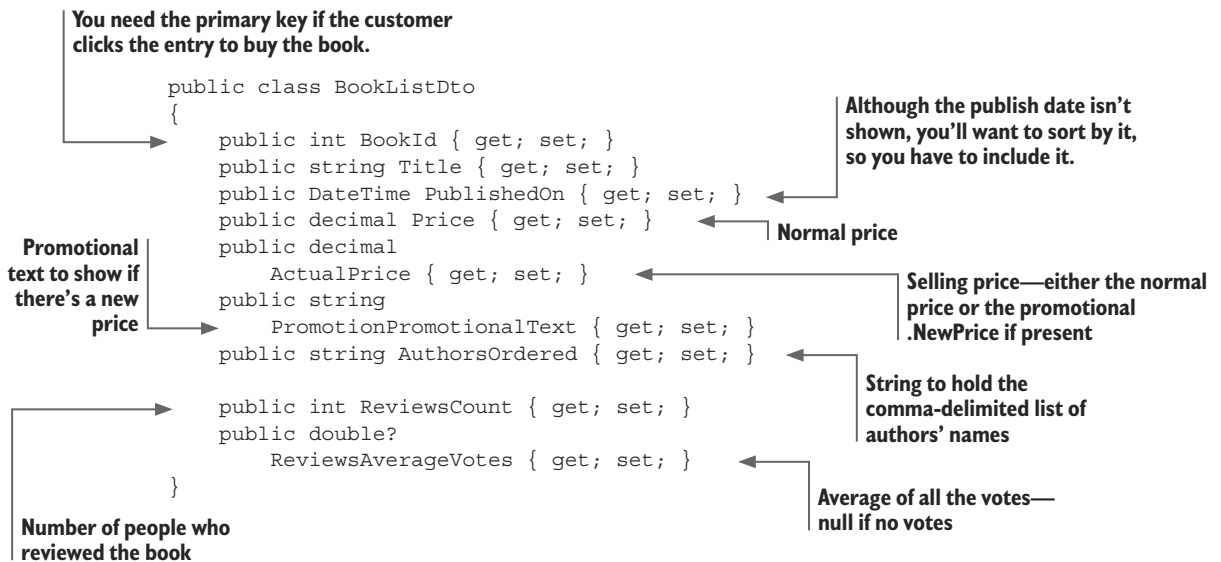 You need the primary key if the customer
clicks the entry to buy the book.
public class BookListDto
{
public int BookId { get; set; }
public string Title { get; set; }
public DateTime PublishedOn { get; set; }
Although the publish date isn't
shown, you'll want to sort by it,
so you have to include it.
public decimal Price { get; set; }
Normal price
public decimal
ActualPrice { get; set; }
Selling price—either the normal
price or the promotional
.NewPrice if present
Promotional
text to show if
there's a new
price
public string
PromotionPromotionalText { get; set; }
public string AuthorsOrdered { get; set; }
String to hold the
comma-delimited list of
authors' names
public int ReviewsCount { get; set; }
public double?
ReviewsAverageVotes { get; set; }
}
Average of all the votes—
null if no votes
Number of people who
reviewed the book